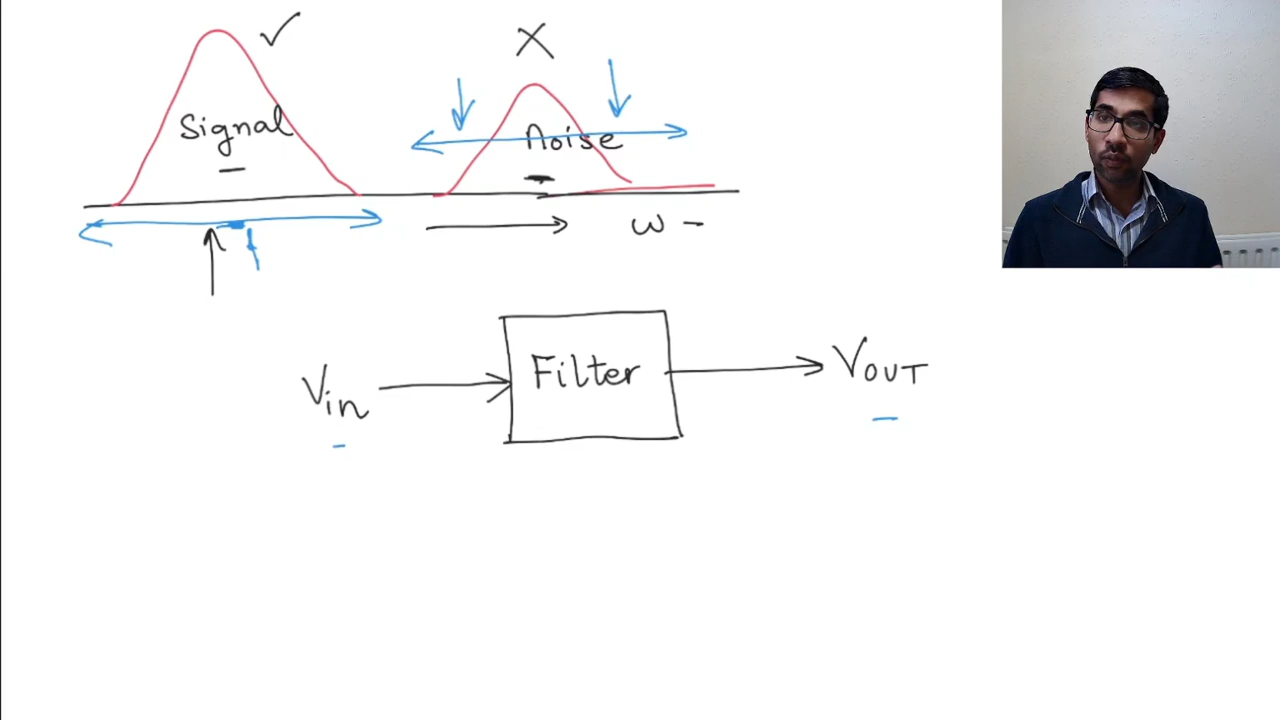 ✓ X
Signal
noise
ω -
Vin
Filter
VOUT